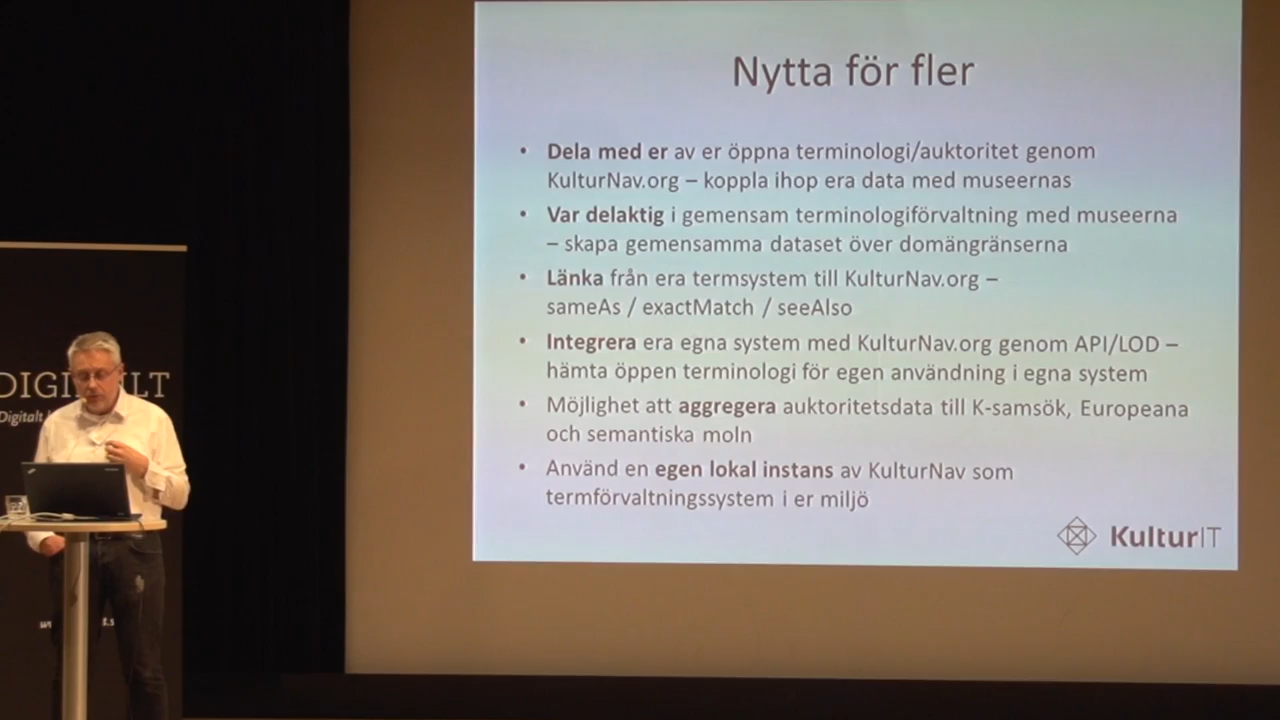 Nytta för fler
• Dela med er av er öppna terminologi/auktoritet genom
KulturNav.org – koppla ihop era data med museernas
• Var delaktig i gemensam terminologiförvaltning med museerna
– skapa gemensamma dataset över domängränserna
• Länka från era termsystem till KulturNav.org –
sameAs / exactMatch / seeAlso
• Integrera era egna system med KulturNav.org genom API/LOD –
hämta öppen terminologi för egen användning i egna system
• Möjlighet att aggregera auktoritetsdata till K-samsök, Europeana
och semantiska moln
• Använd en egen lokal instans av KulturNav som
termförvaltningssystem i er miljö
KulturIT
Digitalt